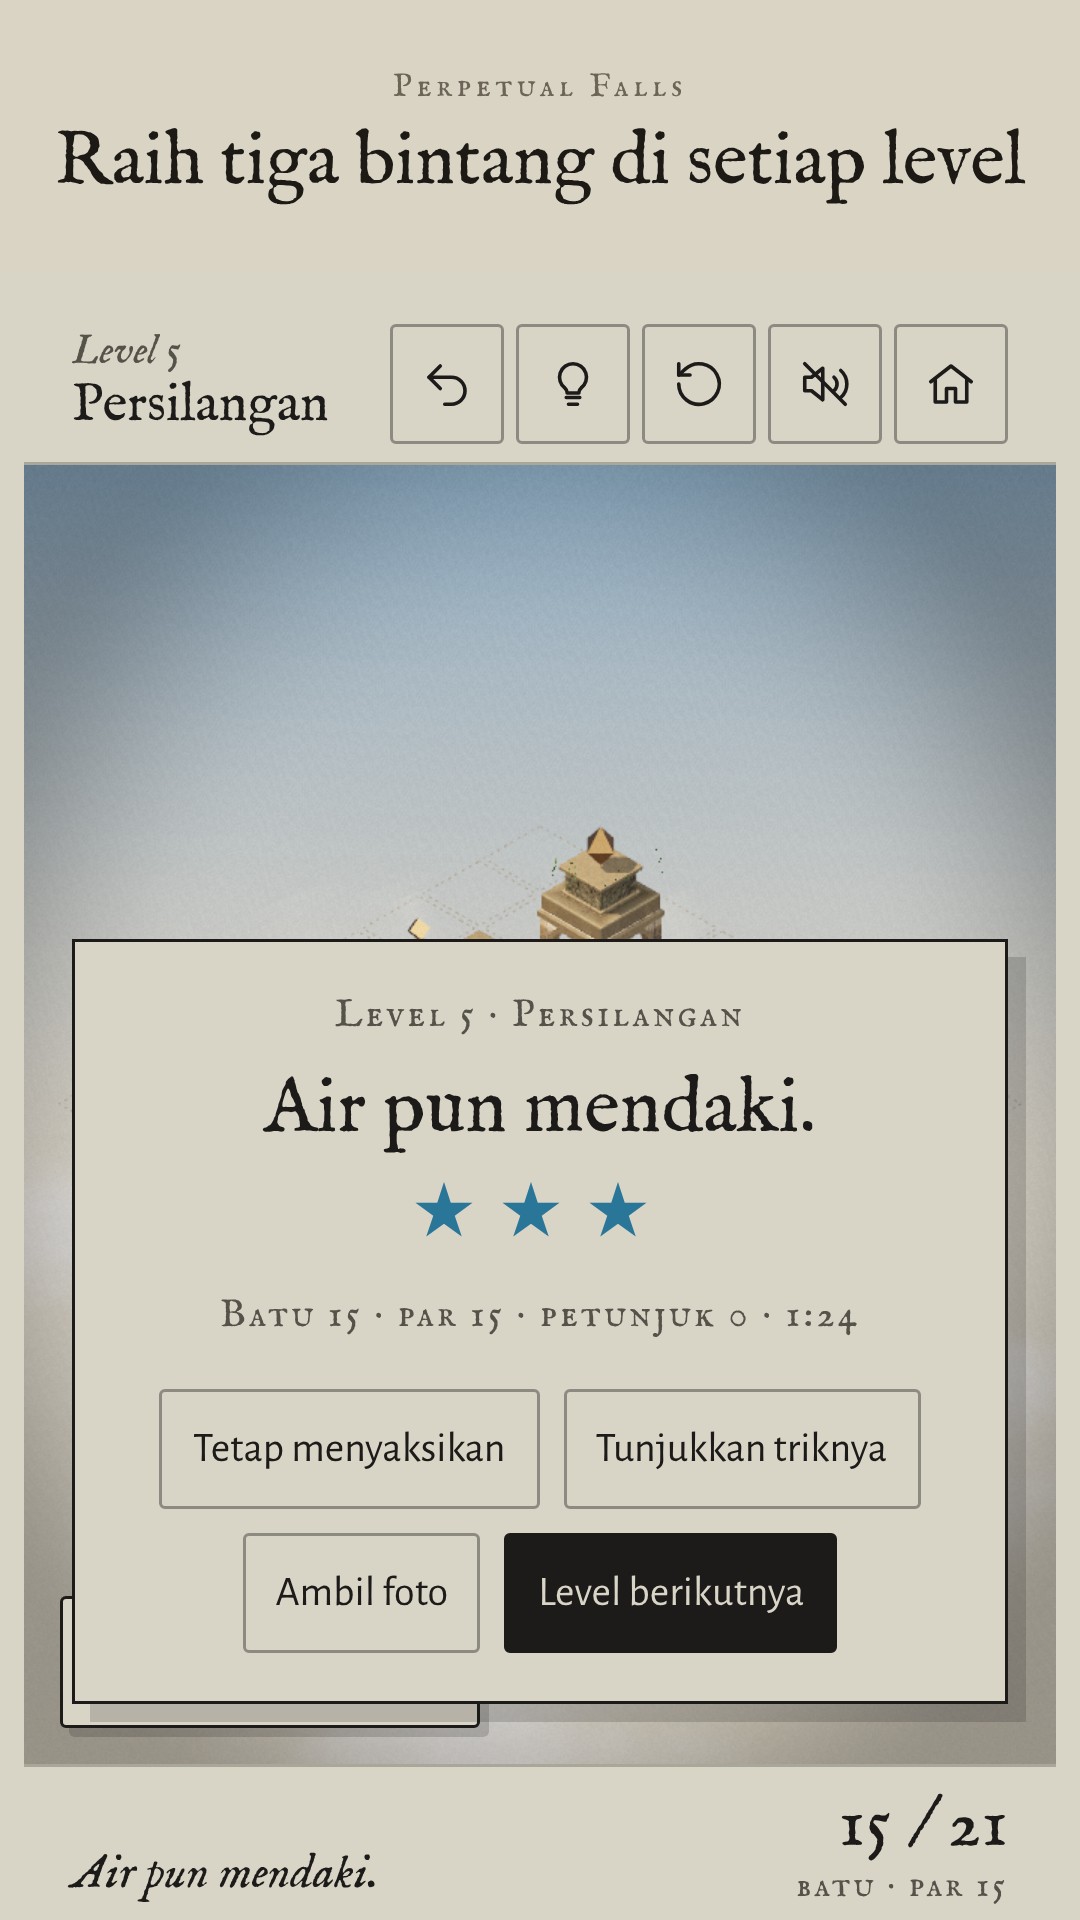 Perpetual Falls
Raih tiga bintang di setiap level
Level 5
Persilangan
Level 5 · Persilangan
Air pun mendaki.
★ ★ ★
Batu 15 · par 15 · petunjuk 0 · 1:24
Tetap menyaksikan
Tunjukkan triknya
Ambil foto
Level berikutnya
15 / 21
Air pun mendaki.
batu · par 15